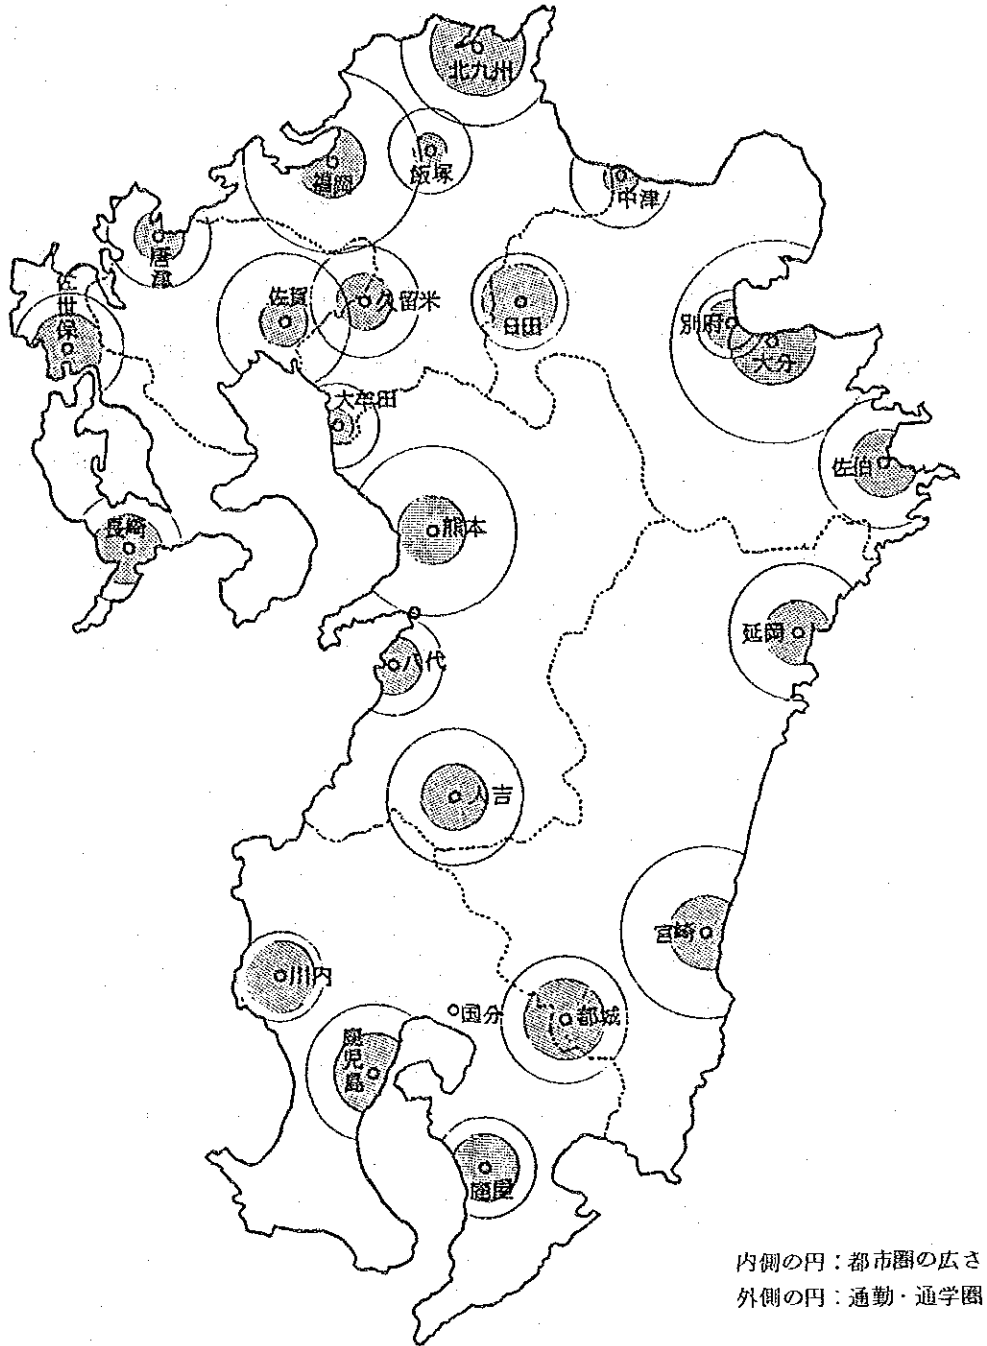 北九州
福岡
飯塚
中津
唐津
佐世保
佐賀
久留米
日田
別府
大分
大牟田
佐伯
長崎
熊本
延岡
八代
人吉
宮崎
川内
国分
都城
鹿児島
鹿屋
内側の円：都市圏の広さ
外側の円：通勤・通学圏